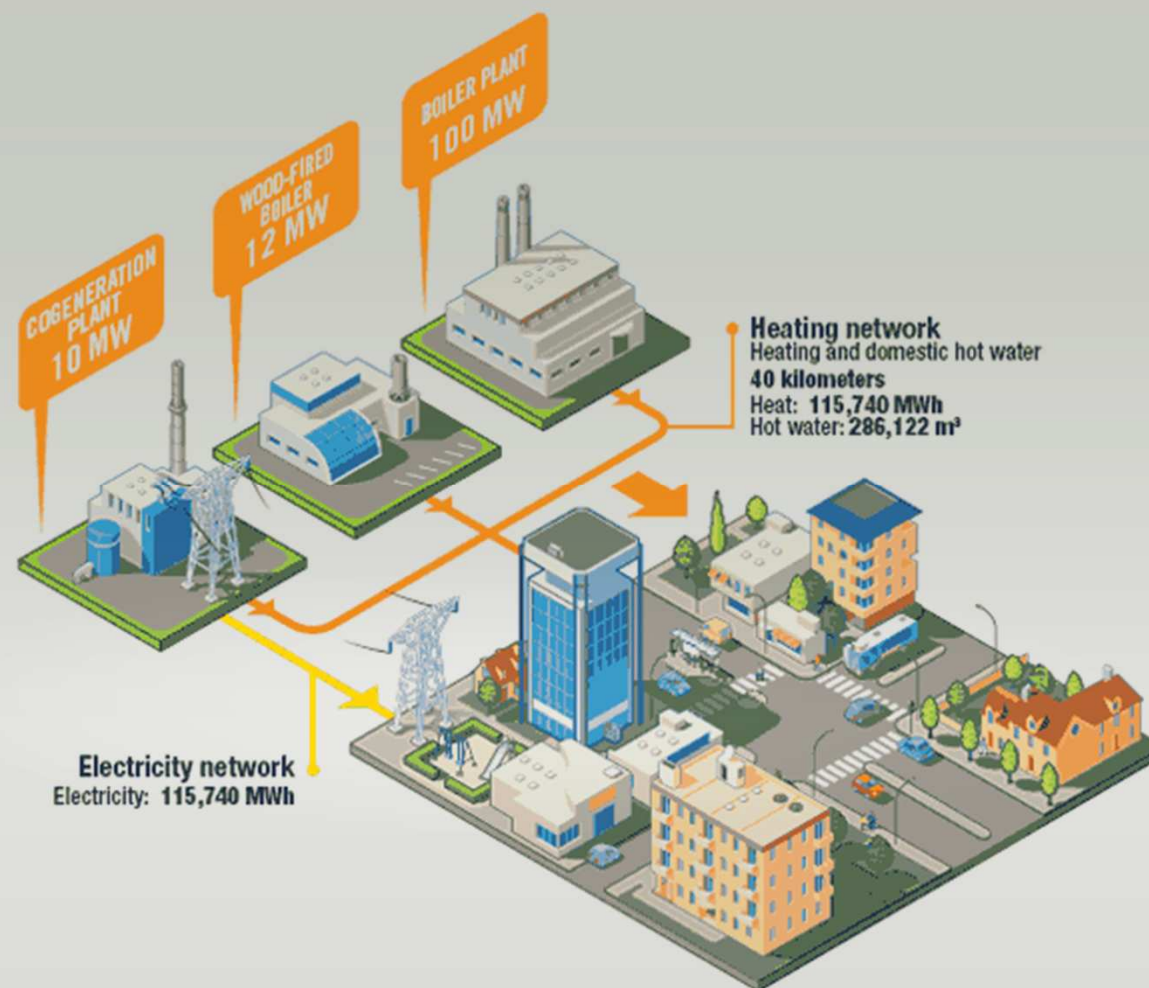 BOILER PLANT
100 MW
WOOD-FIRED
BOILER
12 MW
COGENERATION
PLANT
10 MW
Heating network
Heating and domestic hot water
40 kilometers
Heat: 115,740 MWh
Hot water: 286,122 m³
Electricity network
Electricity: 115,740 MWh